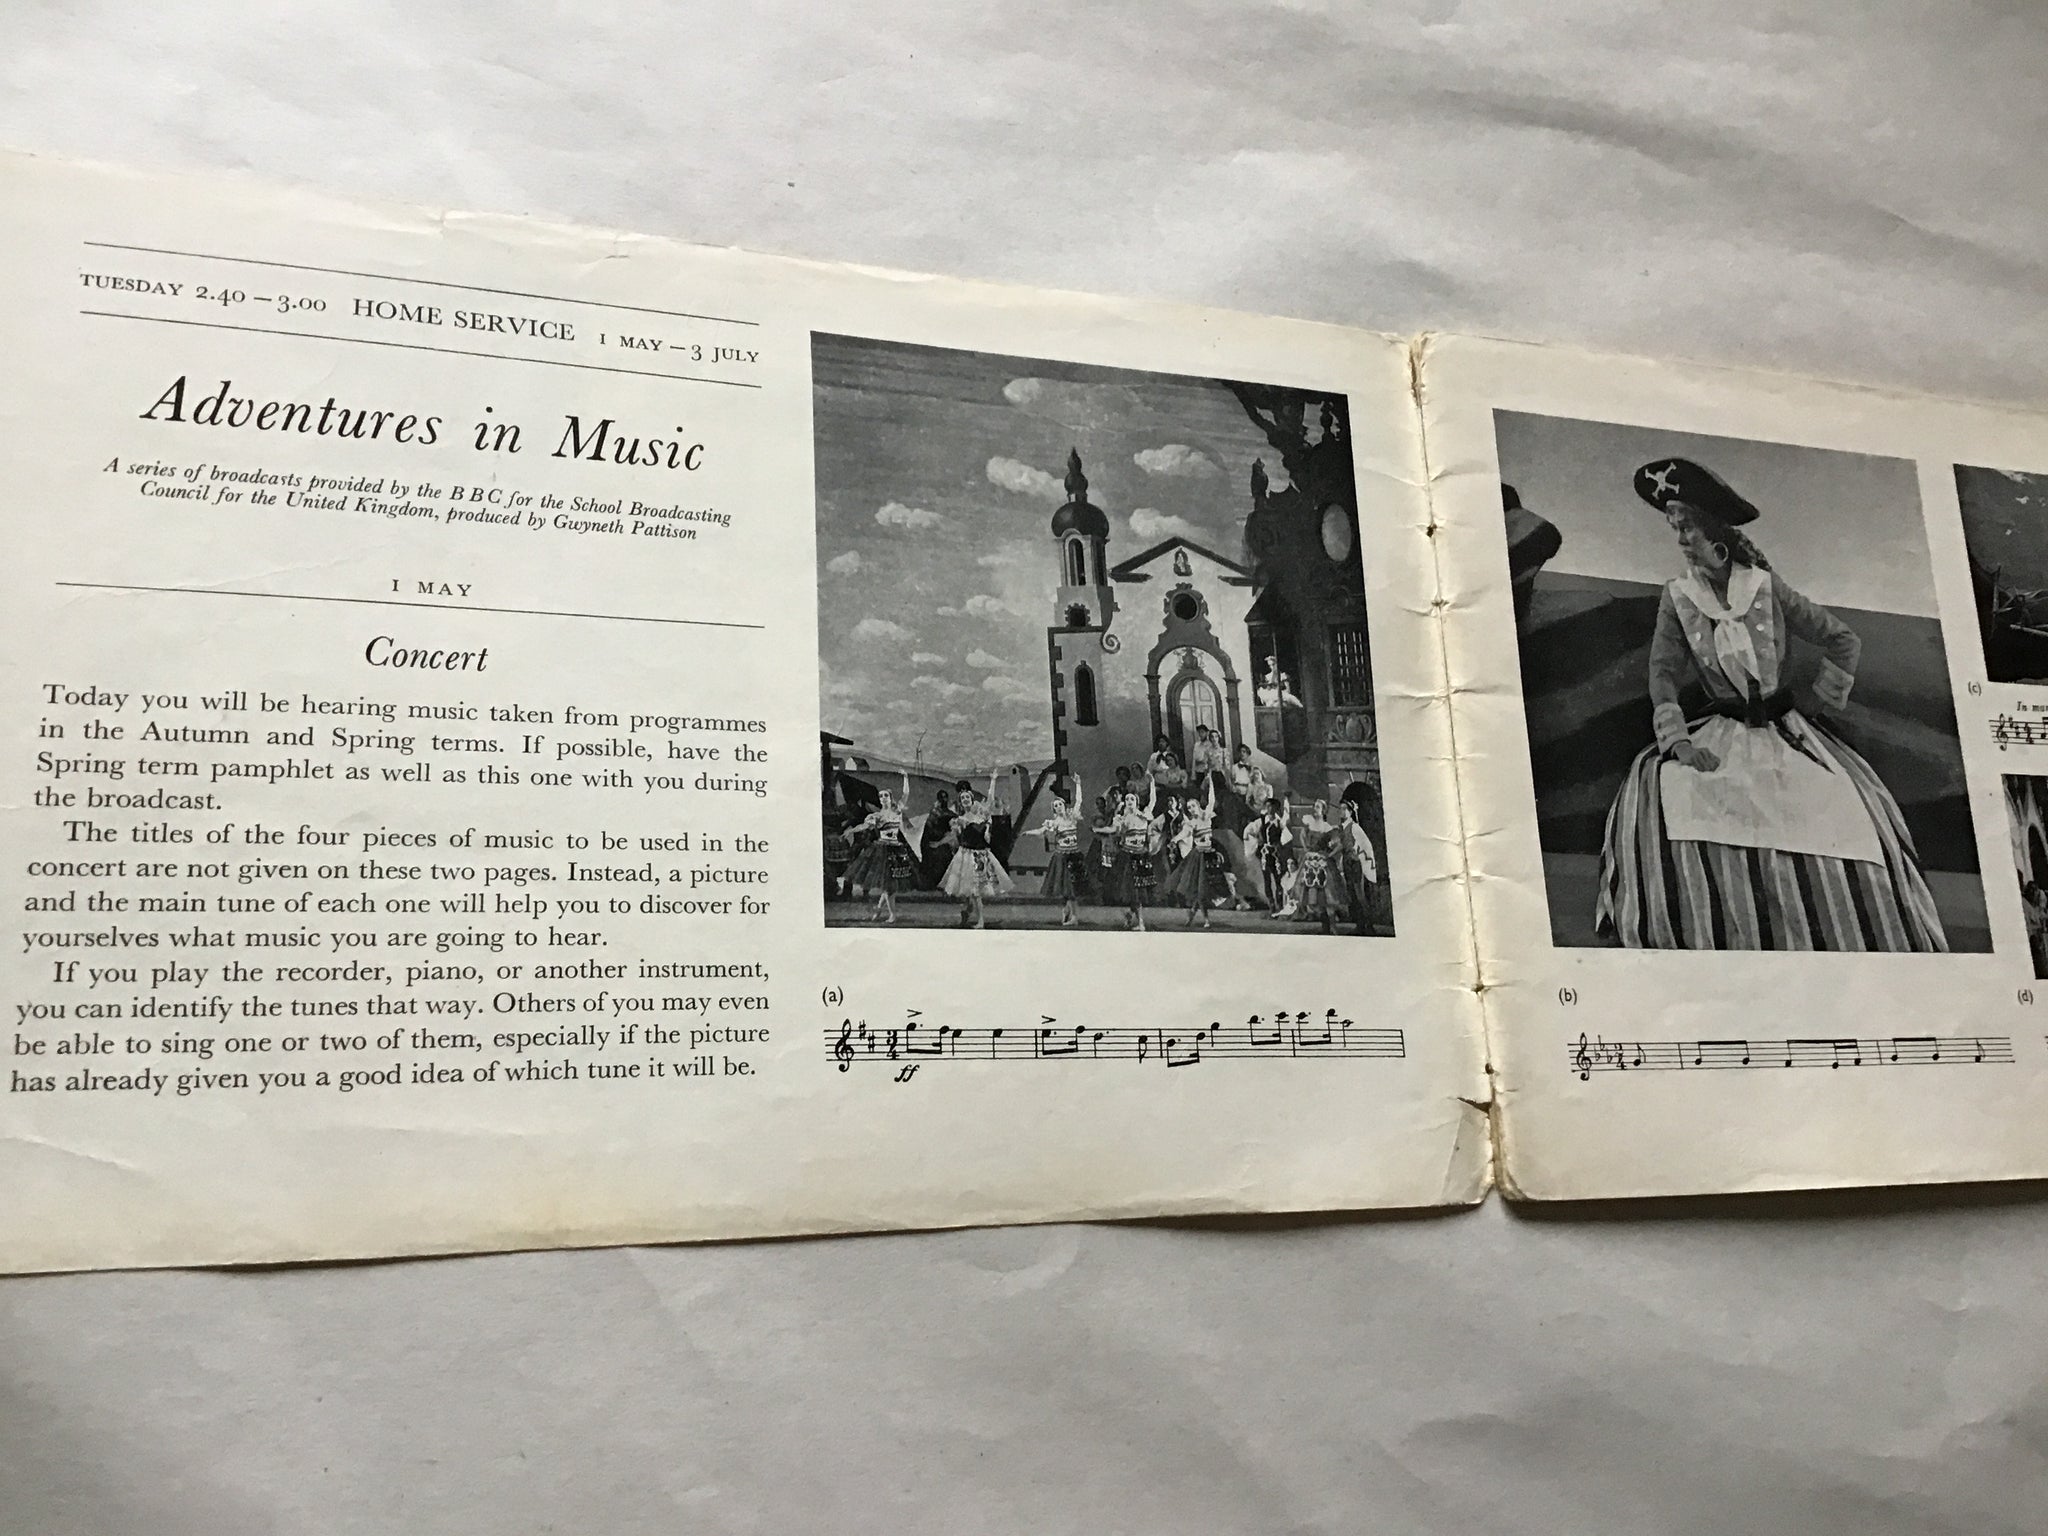 TUESDAY 2.40 – 3.00 HOME SERVICE 1 MAY – 3 JULY
Adventures in Music
A series of broadcasts provided by the BBC for the School Broadcasting
Council for the United Kingdom, produced by Gwyneth Pattison
1 MAY
Concert
Today you will be hearing music taken from programmes
in the Autumn and Spring terms. If possible, have the
Spring term pamphlet as well as this one with you during
the broadcast.
The titles of the four pieces of music to be used in the
concert are not given on these two pages. Instead, a picture
and the main tune of each one will help you to discover for
yourselves what music you are going to hear.
If you play the recorder, piano, or another instrument,
you can identify the tunes that way. Others of you may even
be able to sing one or two of them, especially if the picture
has already given you a good idea of which tune it will be.
(a)
3
4
ff
(b)
2
4
(c)
In
(d)